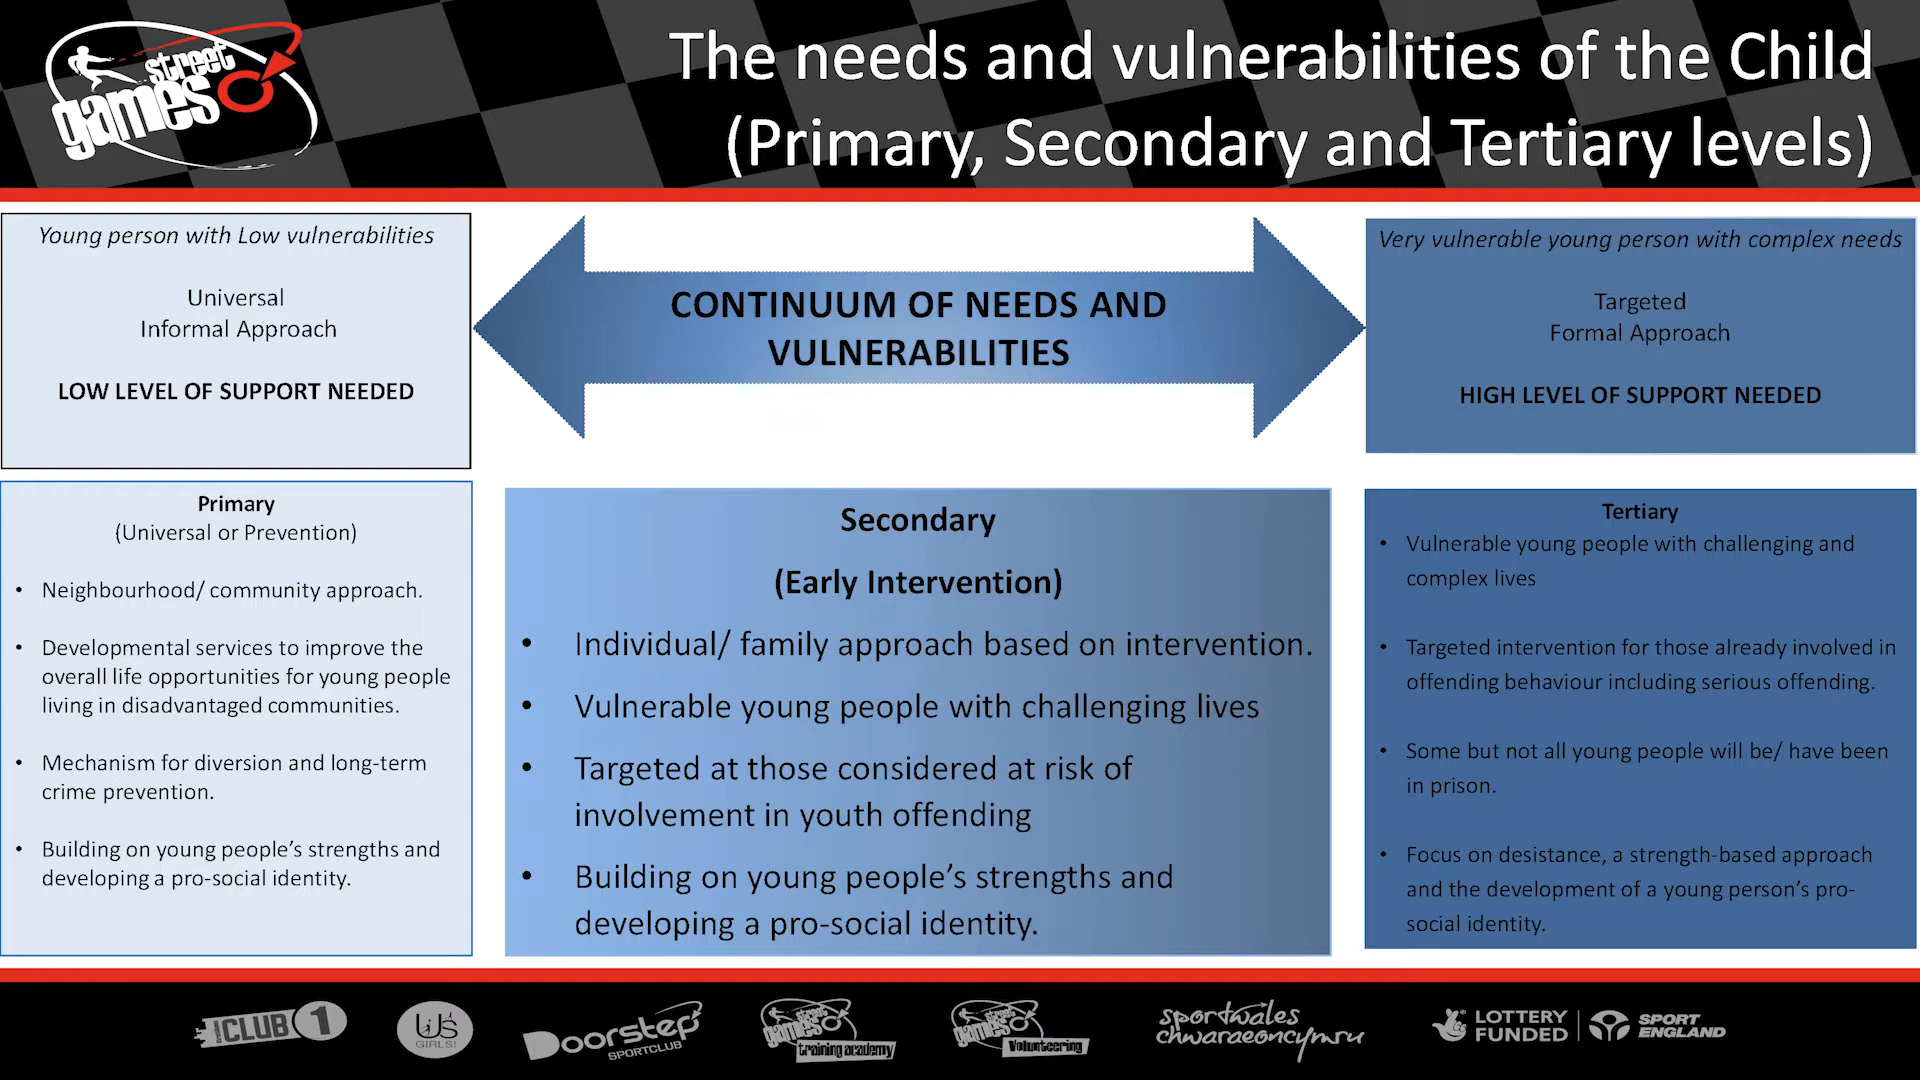 street
games
The needs and vulnerabilities of the Child
(Primary, Secondary and Tertiary levels)
Young person with Low vulnerabilities
Universal
Informal Approach
LOW LEVEL OF SUPPORT NEEDED
CONTINUUM OF NEEDS AND
VULNERABILITIES
Very vulnerable young person with complex needs
Targeted
Formal Approach
HIGH LEVEL OF SUPPORT NEEDED
Primary
(Universal or Prevention)
• Neighbourhood/ community approach.
• Developmental services to improve the
overall life opportunities for young people
living in disadvantaged communities.
• Mechanism for diversion and long-term
crime prevention.
• Building on young people’s strengths and
developing a pro-social identity.
Secondary
(Early Intervention)
• Individual/ family approach based on intervention.
• Vulnerable young people with challenging lives
• Targeted at those considered at risk of
involvement in youth offending
• Building on young people’s strengths and
developing a pro-social identity.
Tertiary
• Vulnerable young people with challenging and
complex lives
• Targeted intervention for those already involved in
offending behaviour including serious offending.
• Some but not all young people will be/ have been
in prison.
• Focus on desistance, a strength-based approach
and the development of a young person’s pro-
social identity.
CLUB 1
US
GIRLS!
Doorstep
SPORTCLUB
street
games
training academy
street
games
Volunteering
sportwales
chwaraeoncymru
LOTTERY
FUNDED
SPORT
ENGLAND